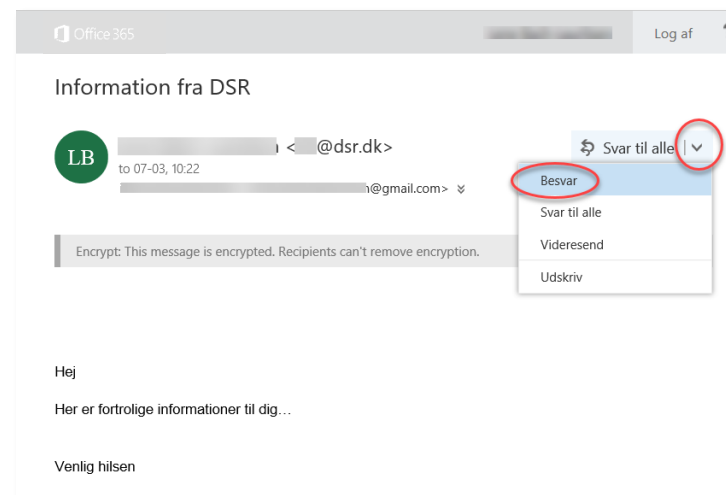 Office 365
Log af
Information fra DSR
LB
< @dsr.dk>
Svar til alle
to 07-03, 10:22
@gmail.com>
Besvar
Svar til alle
Videresend
Udskriv
Encrypt: This message is encrypted. Recipients can't remove encryption.
Hej
Her er fortrolige informationer til dig…
Venlig hilsen